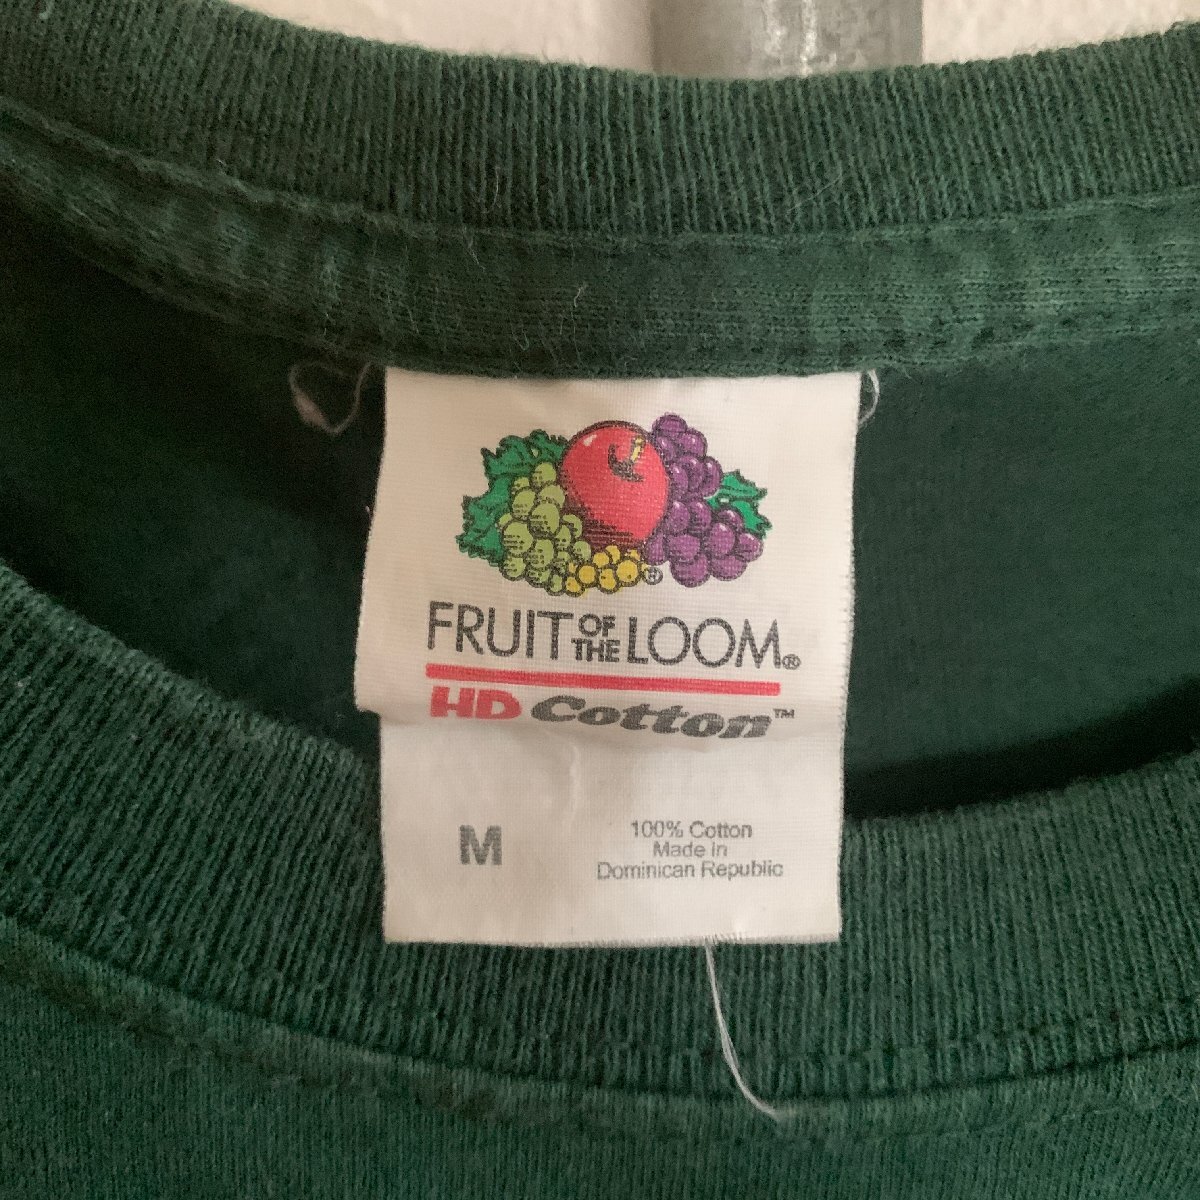 ®
FRUIT OF THE LOOM®
HD Cotton™
M
100% Cotton
Made in
Dominican Republic